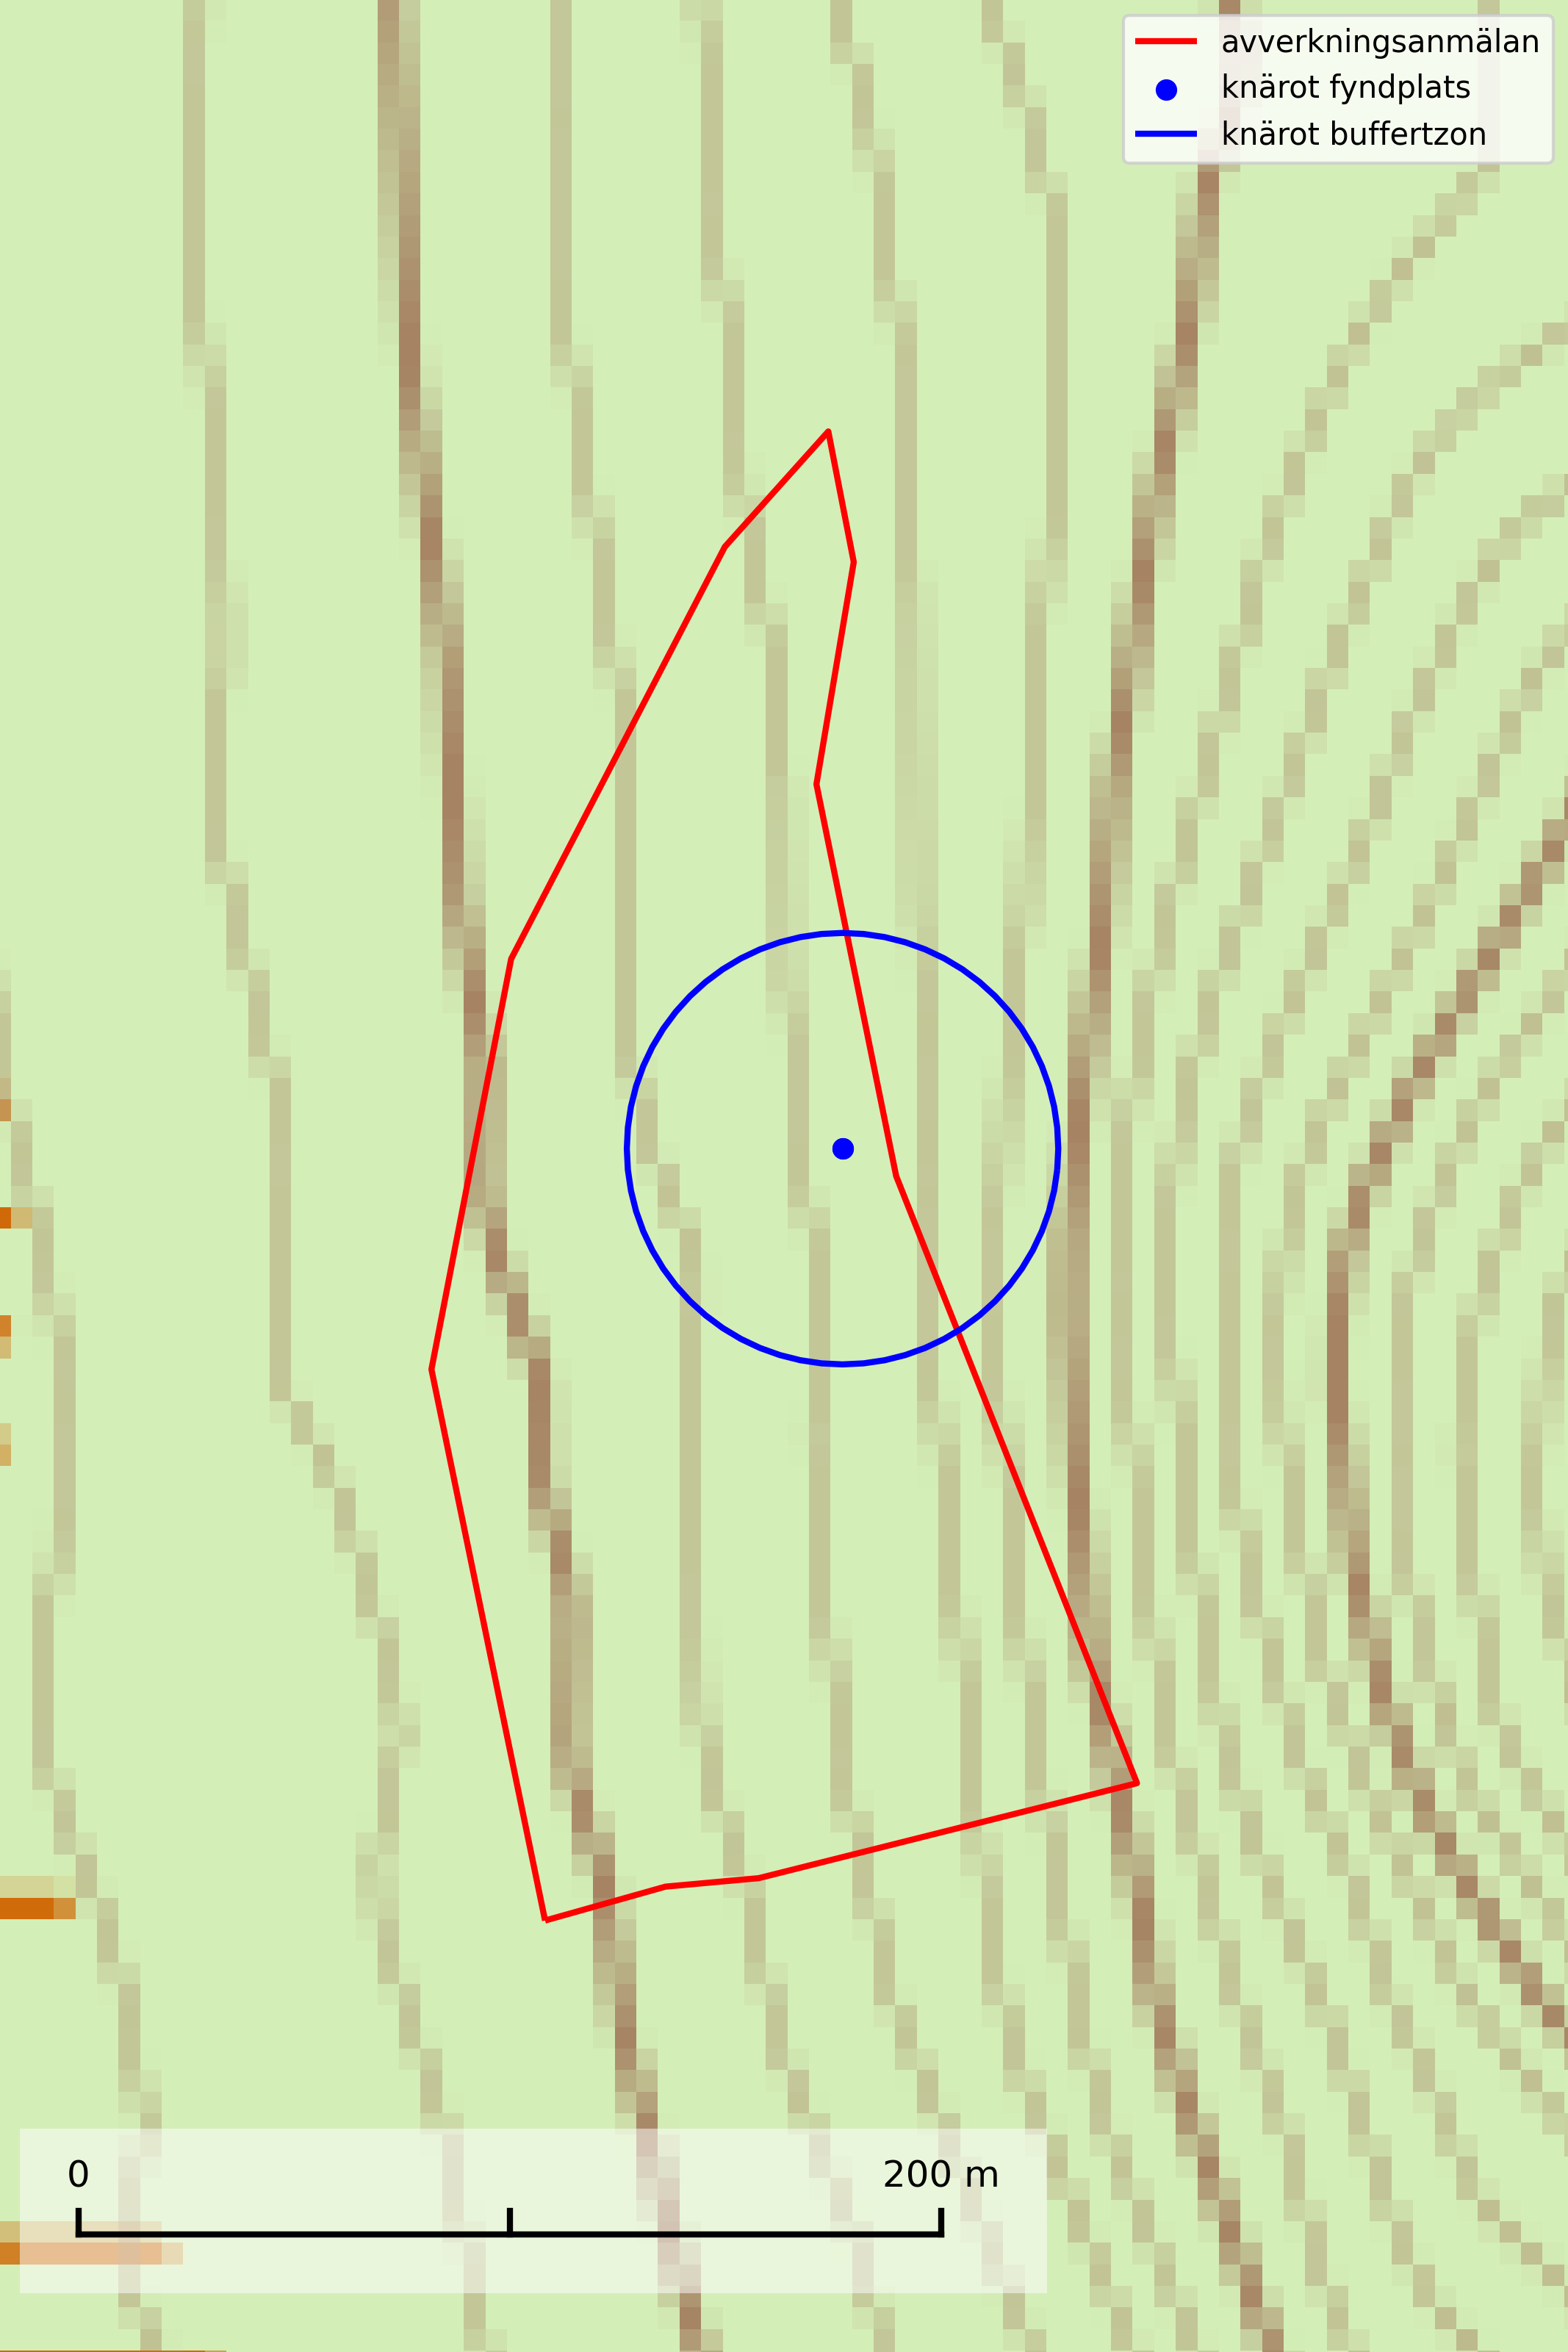 avverkningsanmälan
knärot fyndplats
knärot buffertzon
0 200 m